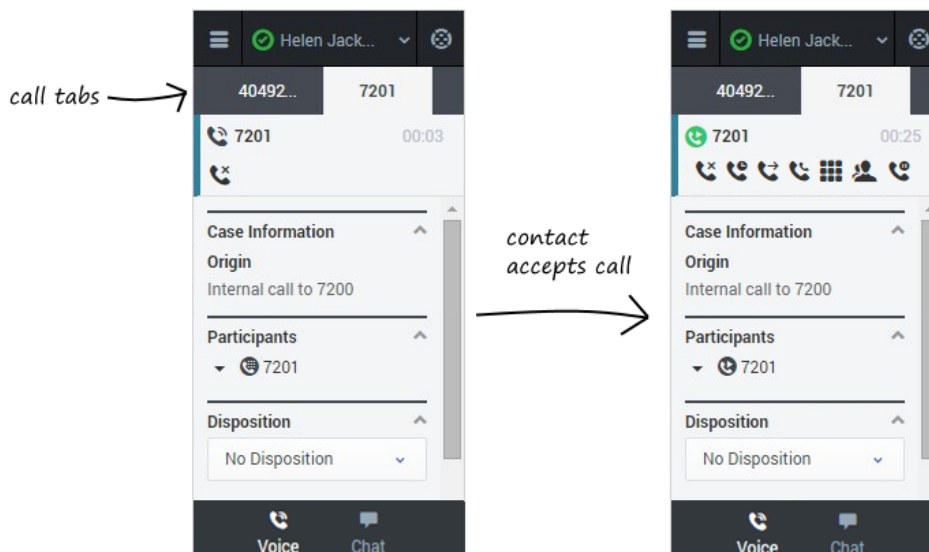 Helen Jack...
call tabs
40492...
7201
7201
00:03
Case Information
Origin
Internal call to 7200
Participants
7201
Disposition
No Disposition
Voice
Chat
contact
accepts call
Helen Jack...
40492...
7201
7201
00:25
Case Information
Origin
Internal call to 7200
Participants
7201
Disposition
No Disposition
Voice
Chat